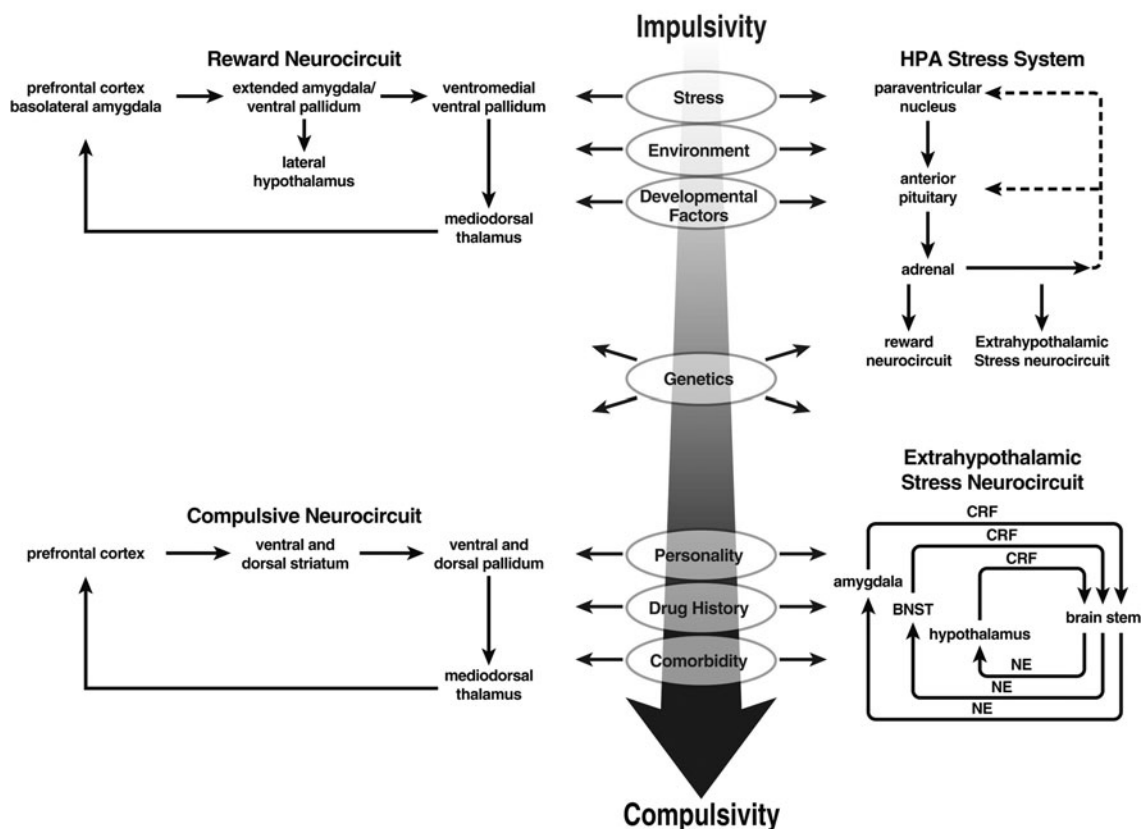 Impulsivity
Reward Neurocircuit
prefrontal cortex
basolateral amygdala
extended amygdala/
ventral pallidum
ventromedial
ventral pallidum
lateral
hypothalamus
mediodorsal
thalamus
Stress
Environment
Developmental
Factors
HPA Stress System
paraventricular
nucleus
anterior
pituitary
adrenal
reward
neurocircuit
Extrahypothalamic
Stress neurocircuit
Genetics
Compulsive Neurocircuit
prefrontal cortex
ventral and
dorsal striatum
ventral and
dorsal pallidum
mediodorsal
thalamus
Personality
Drug History
Comorbidity
Extrahypothalamic
Stress Neurocircuit
CRF
CRF
CRF
amygdala
BNST
hypothalamus
brain stem
NE
NE
NE
Compulsivity